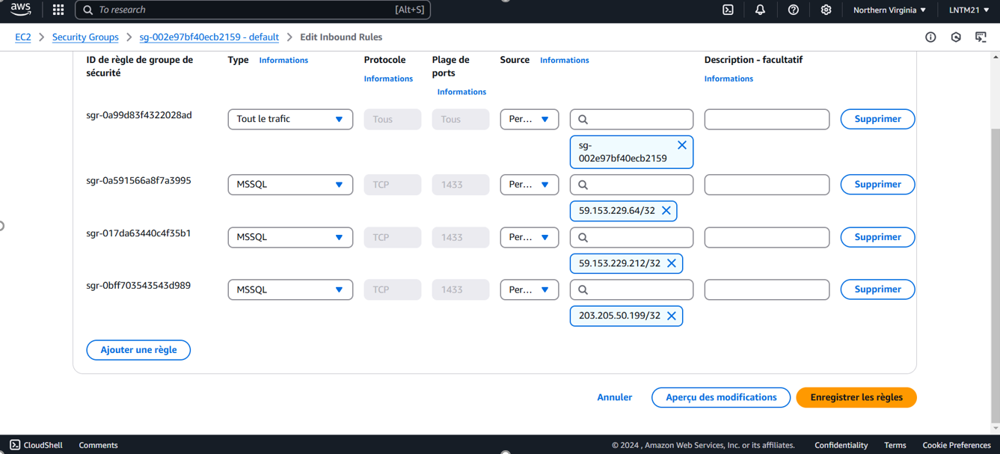 aws
To research
[Alt+S]
Northern Virginia
LNTM21
EC2 > Security Groups > sg-002e97bf40ecb2159 - default > Edit Inbound Rules
ID de règle de groupe de sécurité
Type Informations
Protocole Informations
Plage de ports Informations
Source Informations
Description - facultatif Informations
sgr-0a99d83f4322028ad Tout le trafic Tous Tous Per... Supprimer
sg-
002e97bf40ecb2159
sgr-0a591566a8f7a3995 MSSQL TCP 1433 Per... Supprimer
59.153.229.64/32
sgr-017da63440c4f35b1 MSSQL TCP 1433 Per... Supprimer
59.153.229.212/32
sgr-0bff703543543d989 MSSQL TCP 1433 Per... Supprimer
203.205.50.199/32
Ajouter une règle
Annuler Aperçu des modifications Enregistrer les règles
CloudShell Comments © 2024 , Amazon Web Services, Inc. or its affiliates. Confidentiality Terms Cookie Preferences